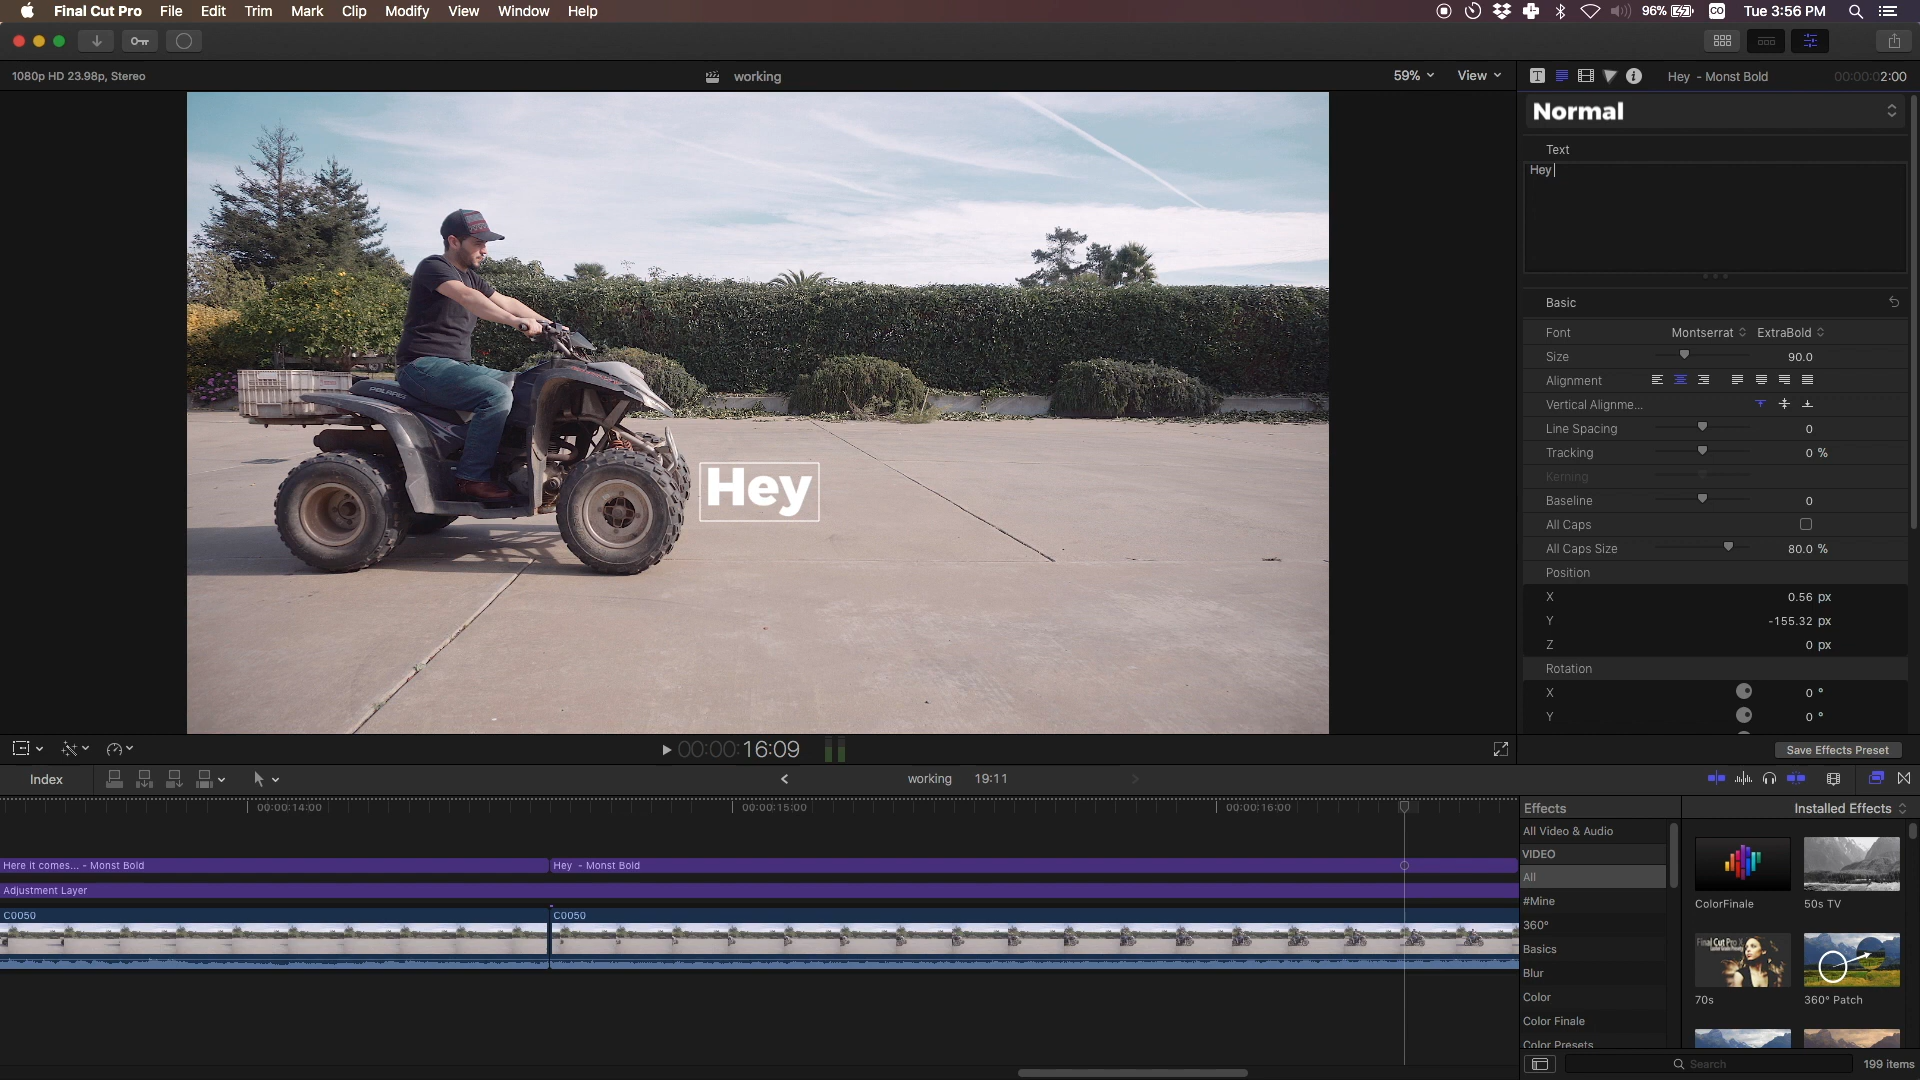 Final Cut Pro File Edit Trim Mark Clip Modify View Window Help 96% CO Tue 3:56 PM
1080p HD 23.98p, Stereo working 59% View T Hey - Monst Bold 00:00:02:00
Normal
Text
Hey
Basic
Font Montserrat ExtraBold
Size 90.0
Alignment
Vertical Alignme...
Line Spacing 0
Tracking 0 %
Kerning
Baseline 0
All Caps
All Caps Size 80.0 %
Position
X 0.56 px
Y -155.32 px
Z 0 px
Rotation
X 0 °
Y 0 °
POLARIS
Hey
00:00:16:09
Save Effects Preset
Index working 19:11
00:00:14:00 00:00:15:00 00:00:16:00
Here it comes... - Monst Bold Hey - Monst Bold
Adjustment Layer
C0050 C0050
Effects Installed Effects
All Video & Audio
VIDEO
All
#Mine
360°
Basics
Blur
Color
Color Finale
Color Presets
ColorFinale 50s TV
Final Cut Pro X
70s 360° Patch
Search 199 items